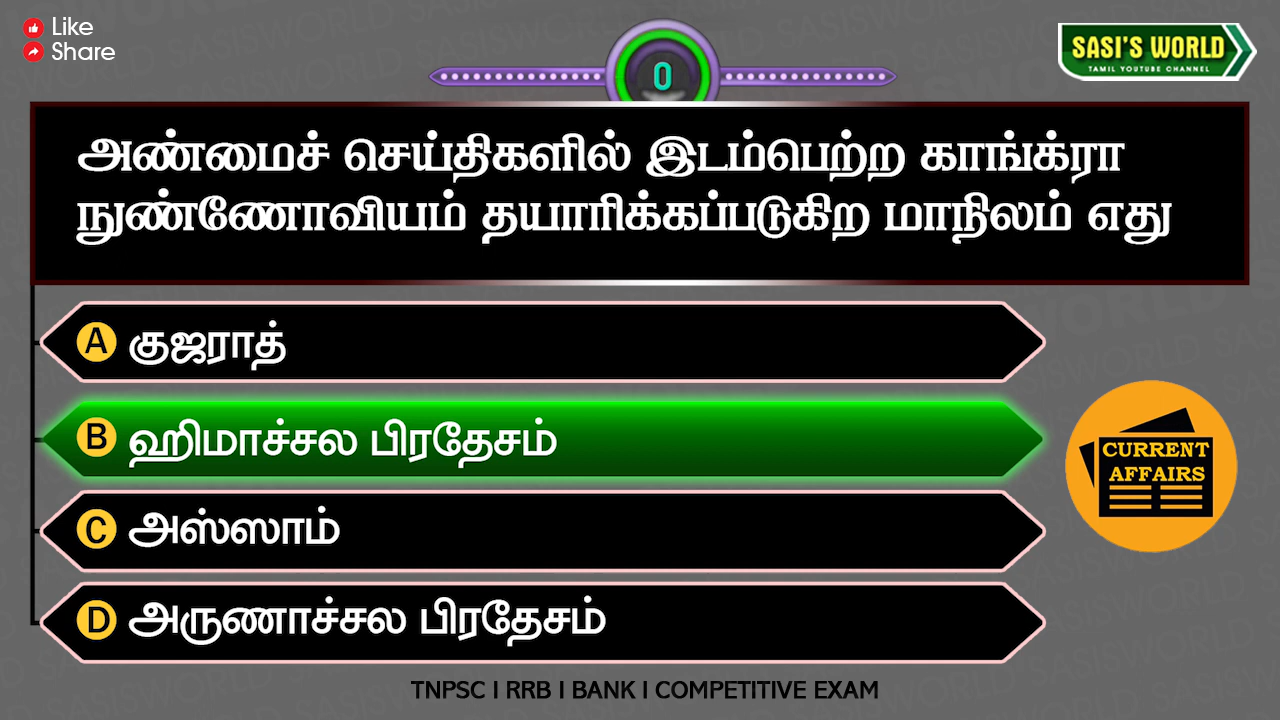 Like
Share
0
SASI'S WORLD
TAMIL YOUTUBE CHANNEL
அண்மைச் செய்திகளில் இடம்பெற்ற காங்க்ரா
நுண்ணோவியம் தயாரிக்கப்படுகிற மாநிலம் எது
A குஜராத்
B ஹிமாச்சல பிரதேசம்
C அஸ்ஸாம்
D அருணாச்சல பிரதேசம்
CURRENT
AFFAIRS
TNPSC I RRB I BANK I COMPETITIVE EXAM